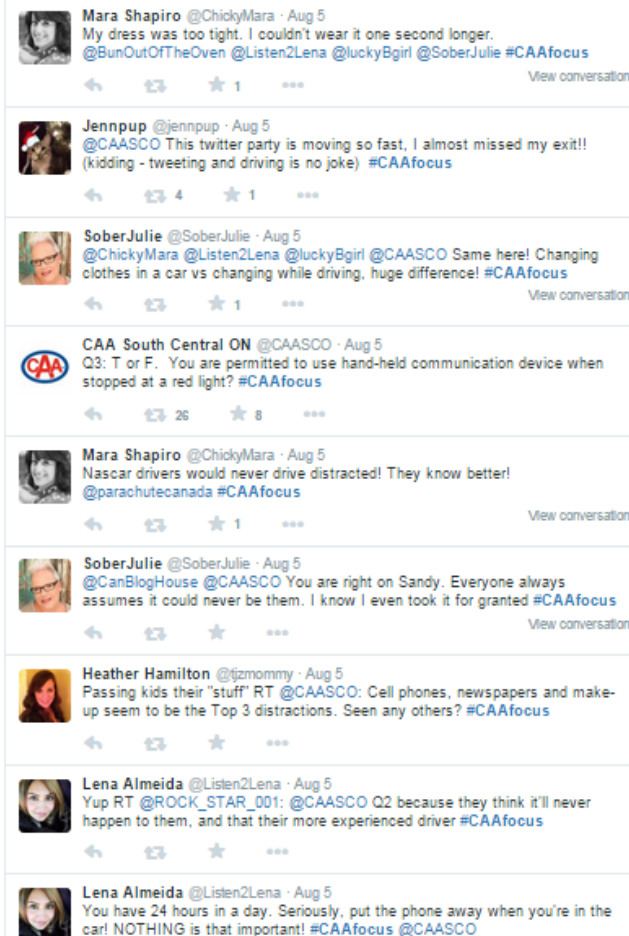 Mara Shapiro @ChickyMara · Aug 5
My dress was too tight. I couldn't wear it one second longer.
@BunOutOfTheOven @Listen2Lena @luckyBgirl @SoberJulie #CAAfocus
1
View conversation
Jennpup @jennpup · Aug 5
@CAASCO This twitter party is moving so fast, I almost missed my exit!!
(kidding - tweeting and driving is no joke) #CAAfocus
4 1
SoberJulie @SoberJulie · Aug 5
@ChickyMara @Listen2Lena @luckyBgirl @CAASCO Same here! Changing
clothes in a car vs changing while driving, huge difference! #CAAfocus
1
View conversation
CAA South Central ON @CAASCO · Aug 5
CAA
Q3: T or F. You are permitted to use hand-held communication device when
stopped at a red light? #CAAfocus
26 8
Mara Shapiro @ChickyMara · Aug 5
Nascar drivers would never drive distracted! They know better!
@parachutecanada #CAAfocus
1
View conversation
SoberJulie @SoberJulie · Aug 5
@CanBlogHouse @CAASCO You are right on Sandy. Everyone always
assumes it could never be them. I know I even took it for granted #CAAfocus
View conversation
Heather Hamilton @tjzmommy · Aug 5
Passing kids their "stuff" RT @CAASCO: Cell phones, newspapers and make-
up seem to be the Top 3 distractions. Seen any others? #CAAfocus
Lena Almeida @Listen2Lena · Aug 5
Yup RT @ROCK_STAR_001: @CAASCO Q2 because they think it'll never
happen to them, and that their more experienced driver #CAAfocus
Lena Almeida @Listen2Lena · Aug 5
You have 24 hours in a day. Seriously, put the phone away when you're in the
car! NOTHING is that important! #CAAfocus @CAASCO